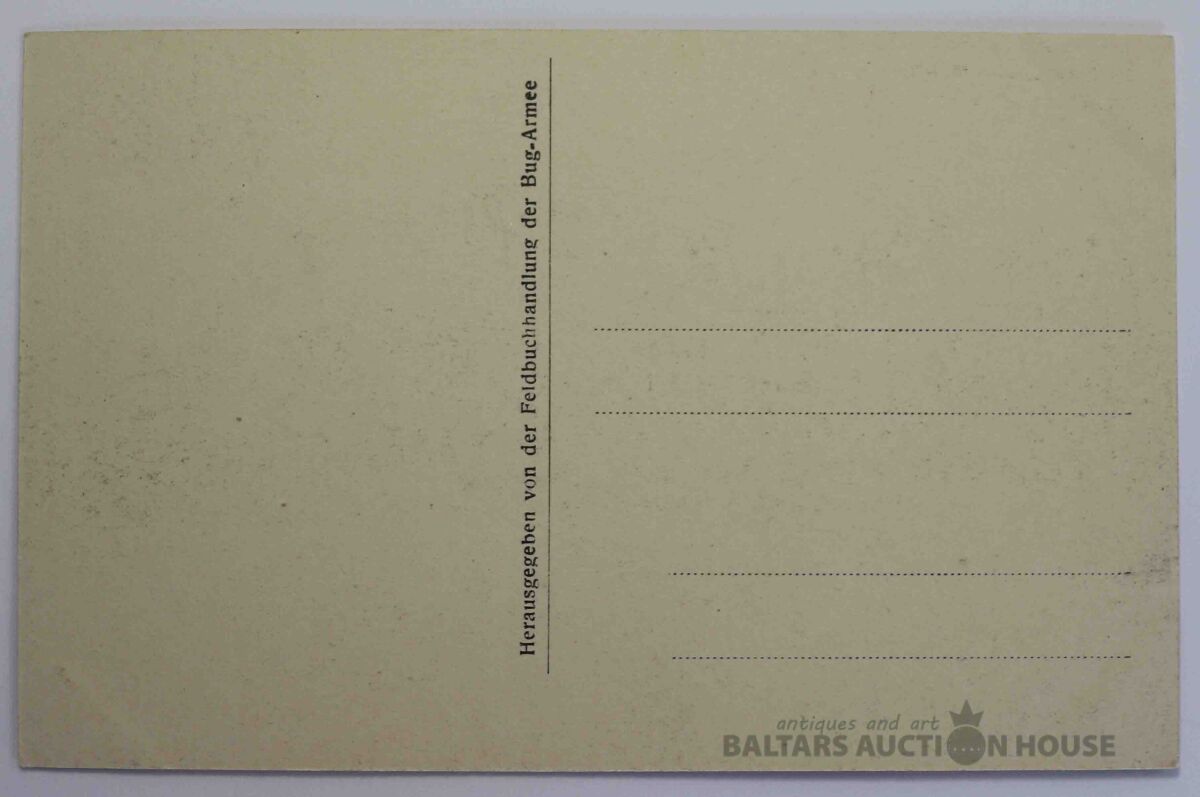 Herausgegeben von der Feldbuchhandlung der Bug-Armee
antiques and art
BALTARS AUCTION HOUSE